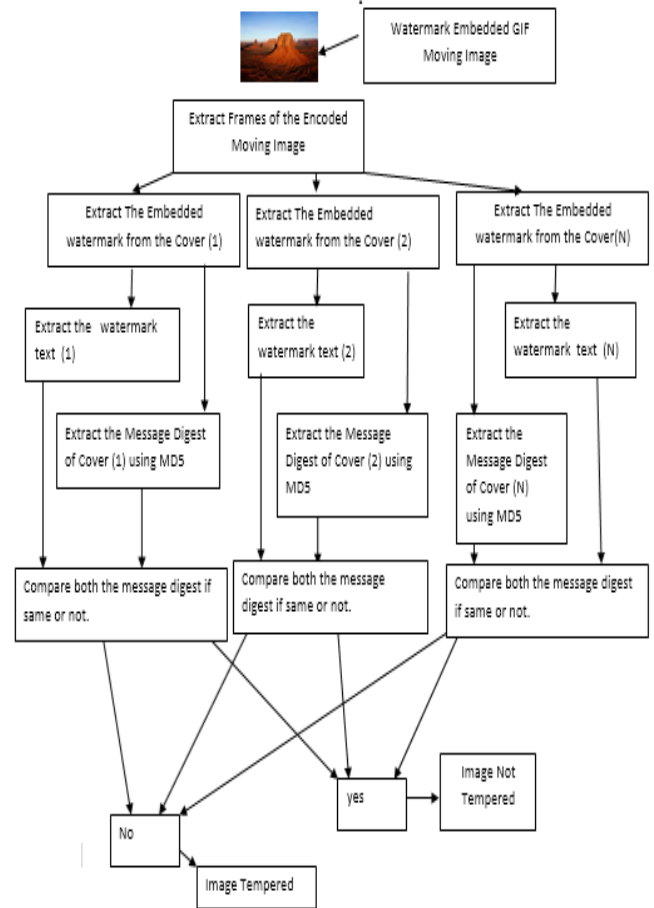 Watermark Embedded GIF
Moving Image
Extract Frames of the Encoded
Moving Image
Extract The Embedded
watermark from the Cover (1)
Extract The Embedded
watermark from the Cover (2)
Extract The Embedded
watermark from the Cover(N)
Extract the watermark
text (1)
Extract the
watermark text (2)
Extract the
watermark text (N)
Extract the Message Digest
of Cover (1) using MD5
Extract the Message
Digest of Cover (2) using
MD5
Extract the
Message Digest
of Cover (N)
using MD5
Compare both the message digest if
same or not.
Compare both the message
digest if same or not.
Compare both the message digest
if same or not.
yes
Image Not
Tempered
No
Image Tempered